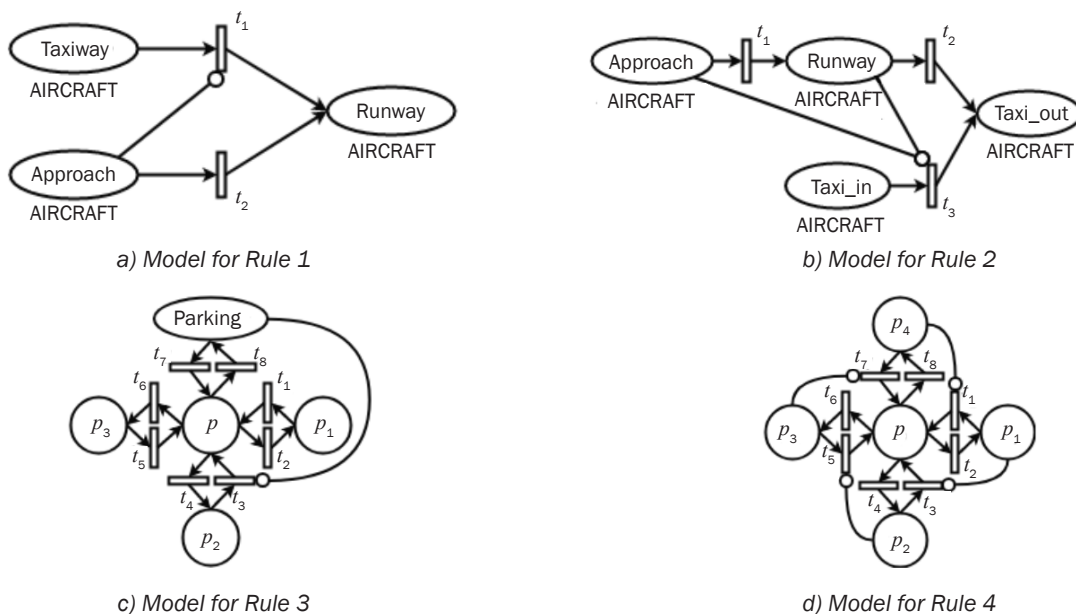 t₁
Taxiway
AIRCRAFT
Runway
AIRCRAFT
Approach
AIRCRAFT
t₂
a) Model for Rule 1
t₁
t₂
Approach
AIRCRAFT
Runway
AIRCRAFT
Taxi_out
AIRCRAFT
Taxi_in
AIRCRAFT
t₃
b) Model for Rule 2
Parking
t₇
t₈
t₆
t₁
p₃
p
p₁
t₅
t₂
t₄
t₃
p₂
c) Model for Rule 3
p₄
t₇
t₈
t₆
t₁
p₃
p
p₁
t₅
t₂
t₄
t₃
p₂
d) Model for Rule 4